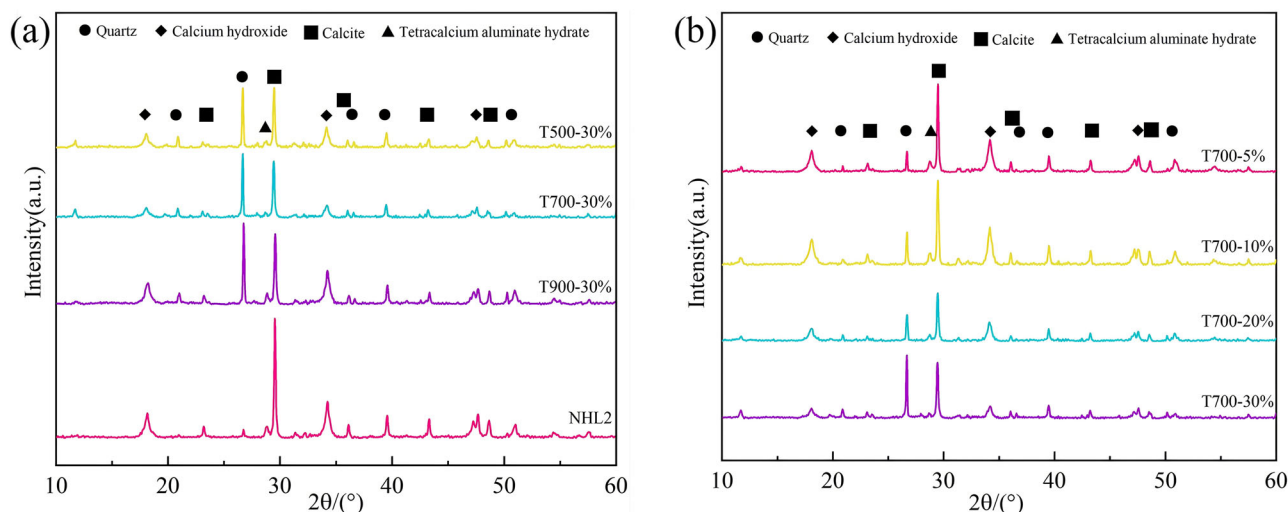 (a)
● Quartz ◆ Calcium hydroxide ■ Calcite ▲ Tetracalcium aluminate hydrate
T500-30%
T700-30%
T900-30%
NHL2
Intensity(a.u.)
10 20 30 40 50 60
2θ/(°)
(b)
● Quartz ◆ Calcium hydroxide ■ Calcite ▲ Tetracalcium aluminate hydrate
T700-5%
T700-10%
T700-20%
T700-30%
Intensity(a.u.)
10 20 30 40 50 60
2θ/(°)